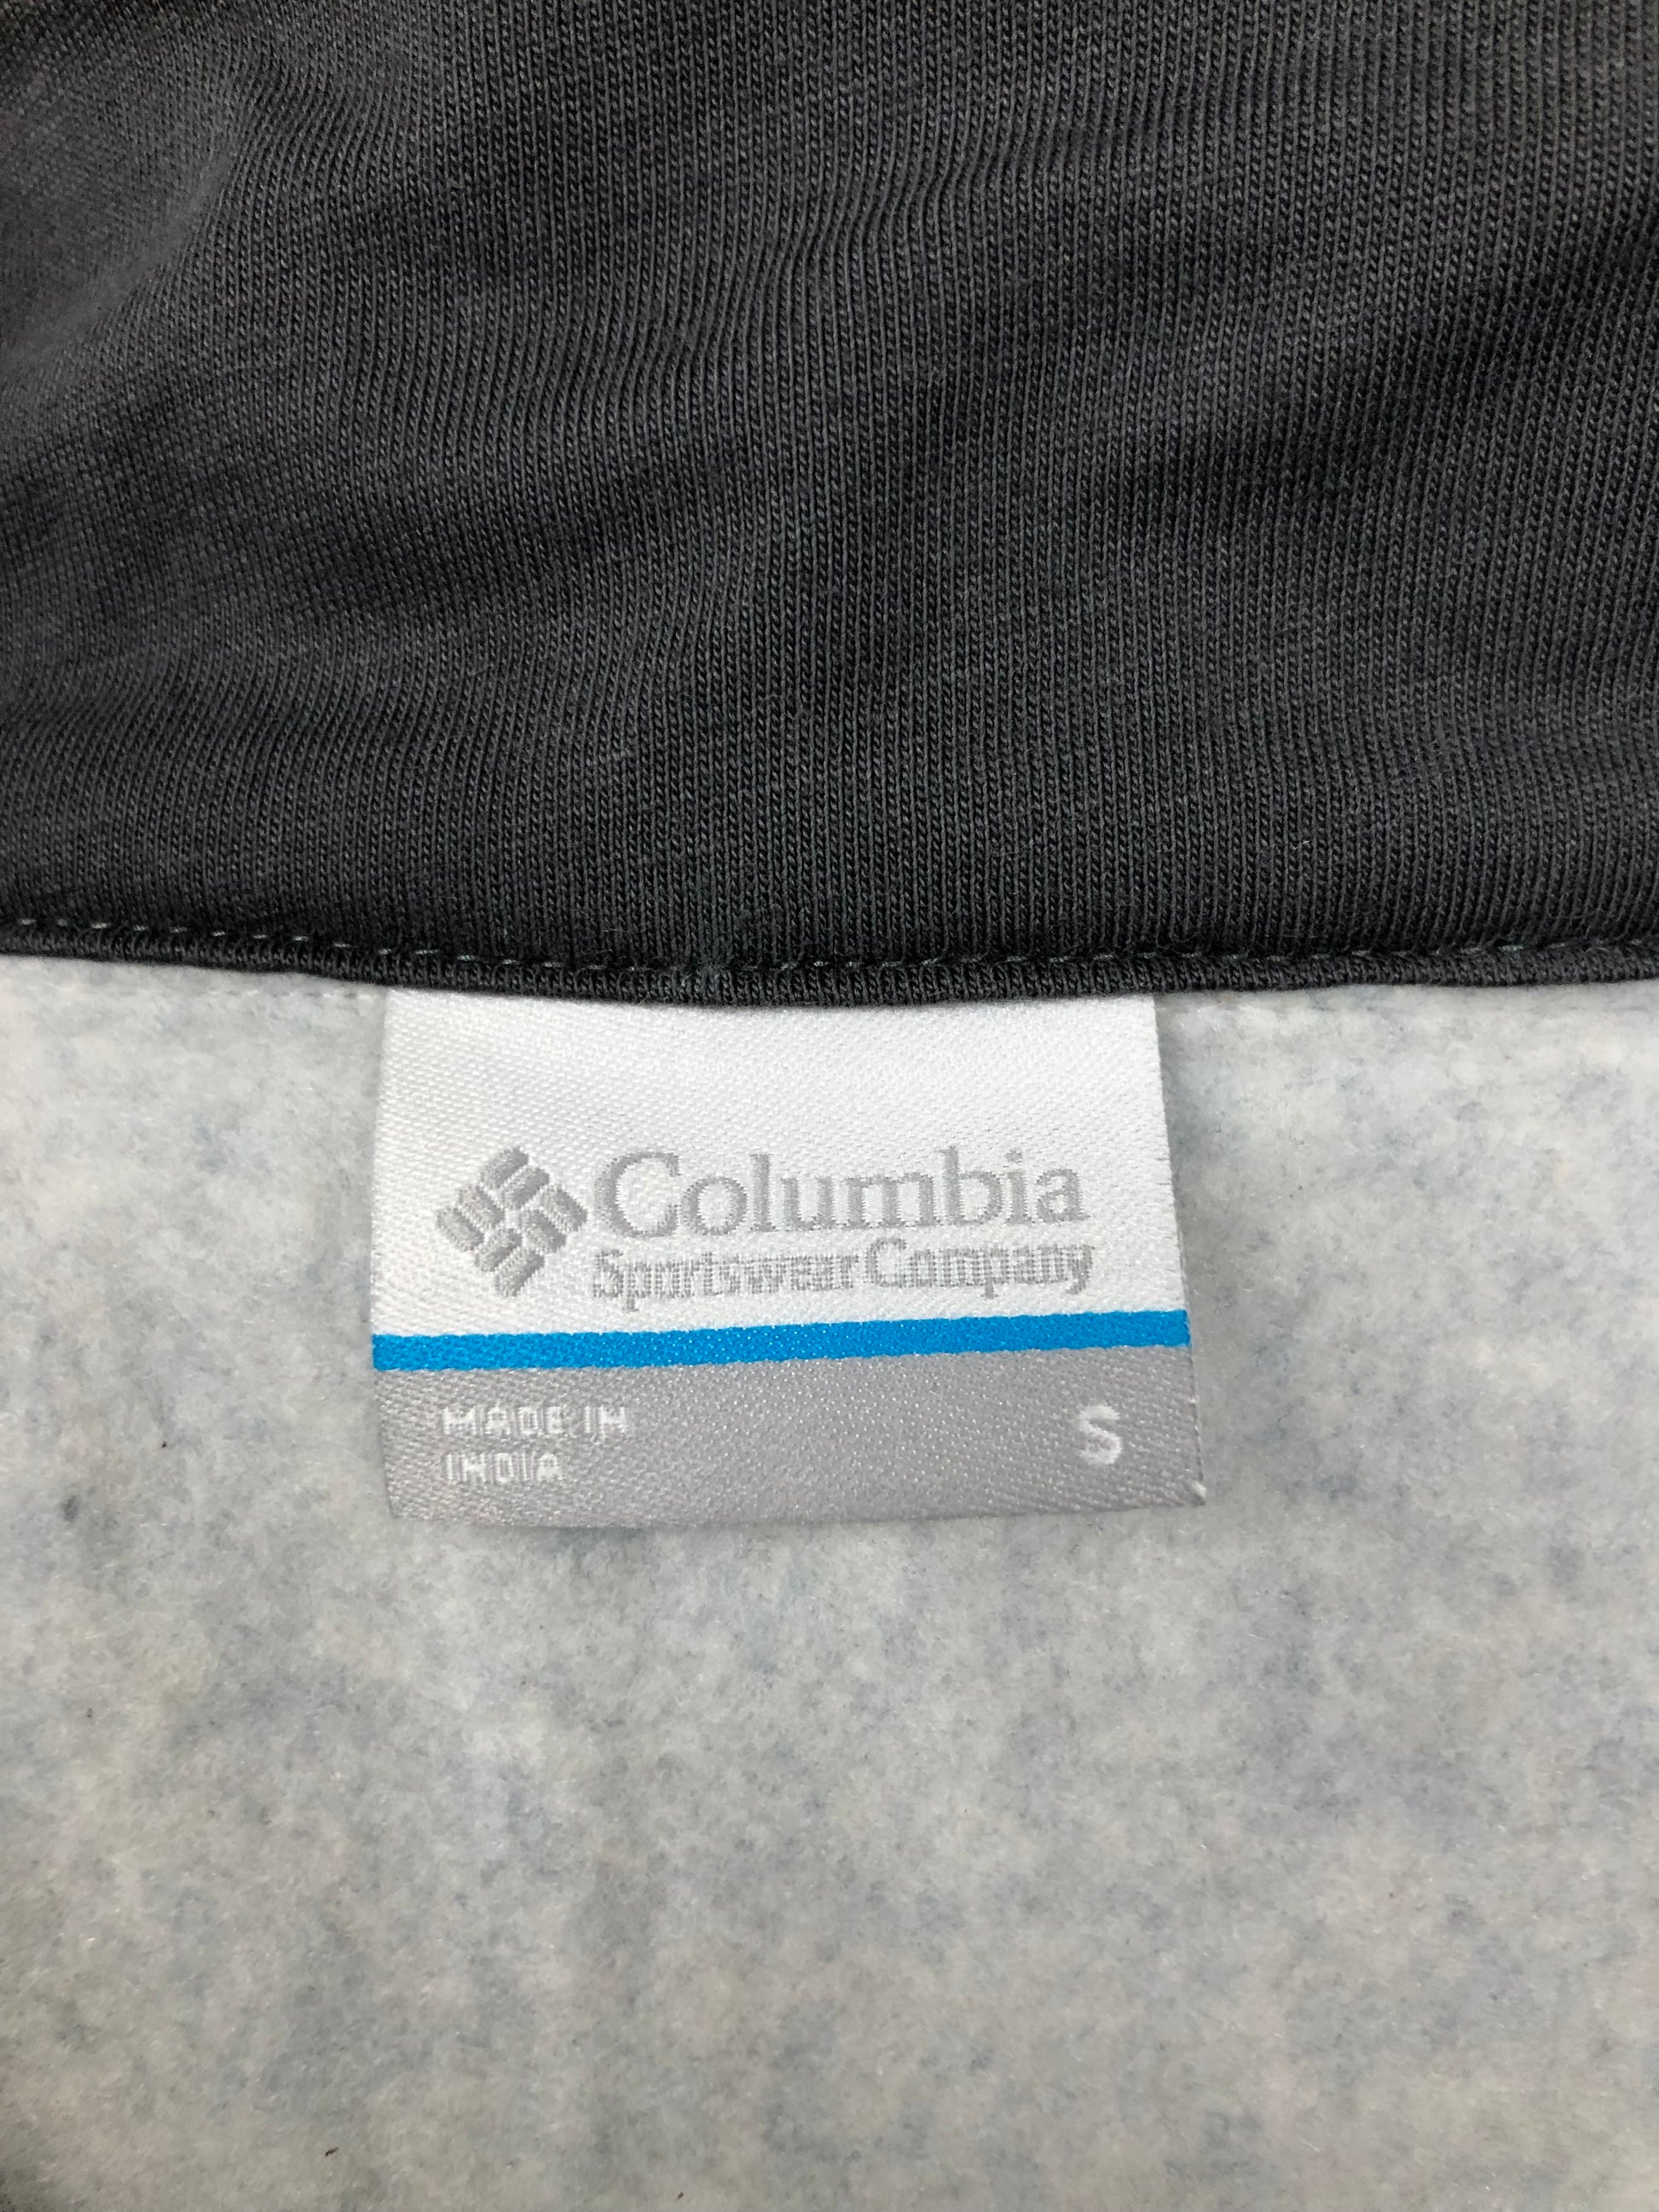 Columbia
Sportswear Company
MADE IN
INDIA
S